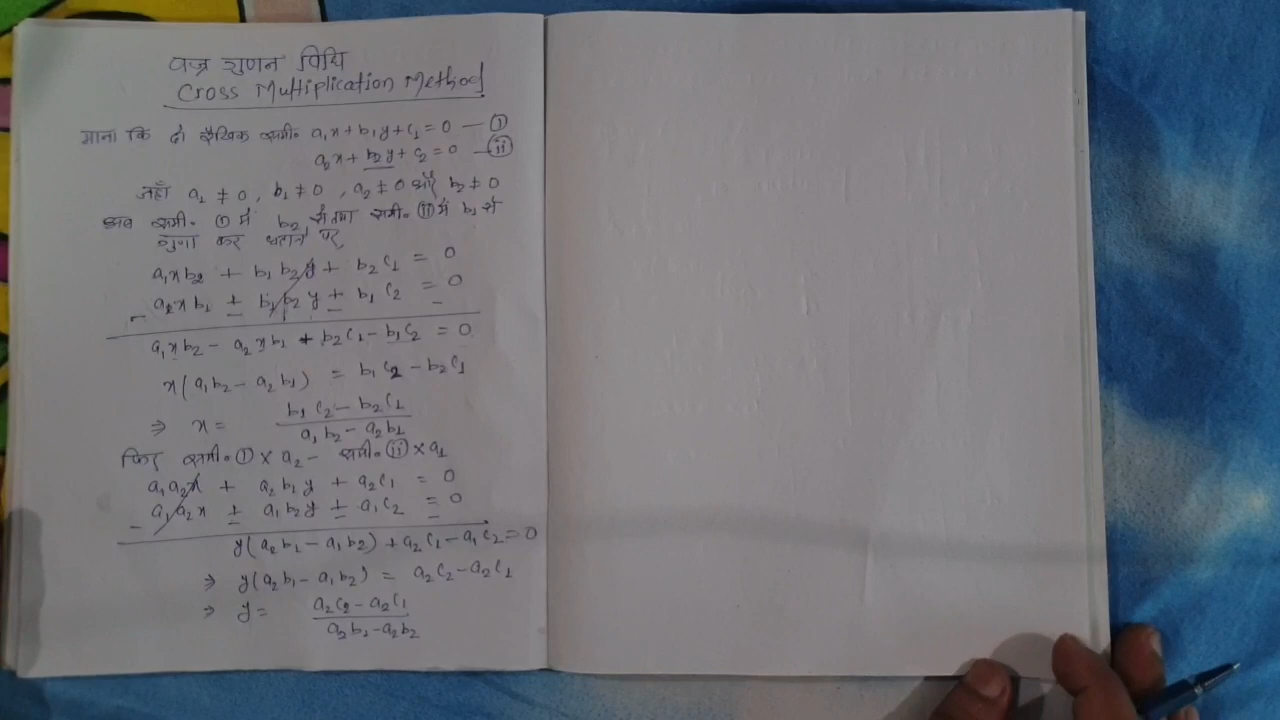 वज्र गुणन विधि
Cross Multiplication Method
माना कि दो रैखिक समी० a₁x + b₁y + c₁ = 0 — ⓘ
a₂x + b₂y + c₂ = 0 — ⓘⓘ
जहाँ a₁ ≠ 0, b₁ ≠ 0, a₂ ≠ 0 और b₂ ≠ 0
अब समी० ⓘ में b₂ से तथा समी० ⓘⓘ में b₁ से
गुणा कर घटाने पर,
a₁xb₂ + b₁b₂y + b₂c₁ = 0
- a₂xb₁ ± b₁b₂y ± b₁c₂ = 0
a₁xb₂ - a₂xb₁ + b₂c₁ - b₁c₂ = 0
x(a₁b₂ - a₂b₁) = b₁c₂ - b₂c₁
⇒ x = (b₁c₂ - b₂c₁)/(a₁b₂ - a₂b₁)
फिर समी० ⓘ × a₂ - समी० ⓘⓘ × a₁
a₁a₂x + a₂b₁y + a₂c₁ = 0
- a₁a₂x ± a₁b₂y ± a₁c₂ = 0
y(a₂b₁ - a₁b₂) + a₂c₁ - a₁c₂ = 0
⇒ y(a₂b₁ - a₁b₂) = a₂c₂ - a₂c₁
⇒ y = (a₂c₂ - a₂c₁)/(a₂b₁ - a₂b₂)